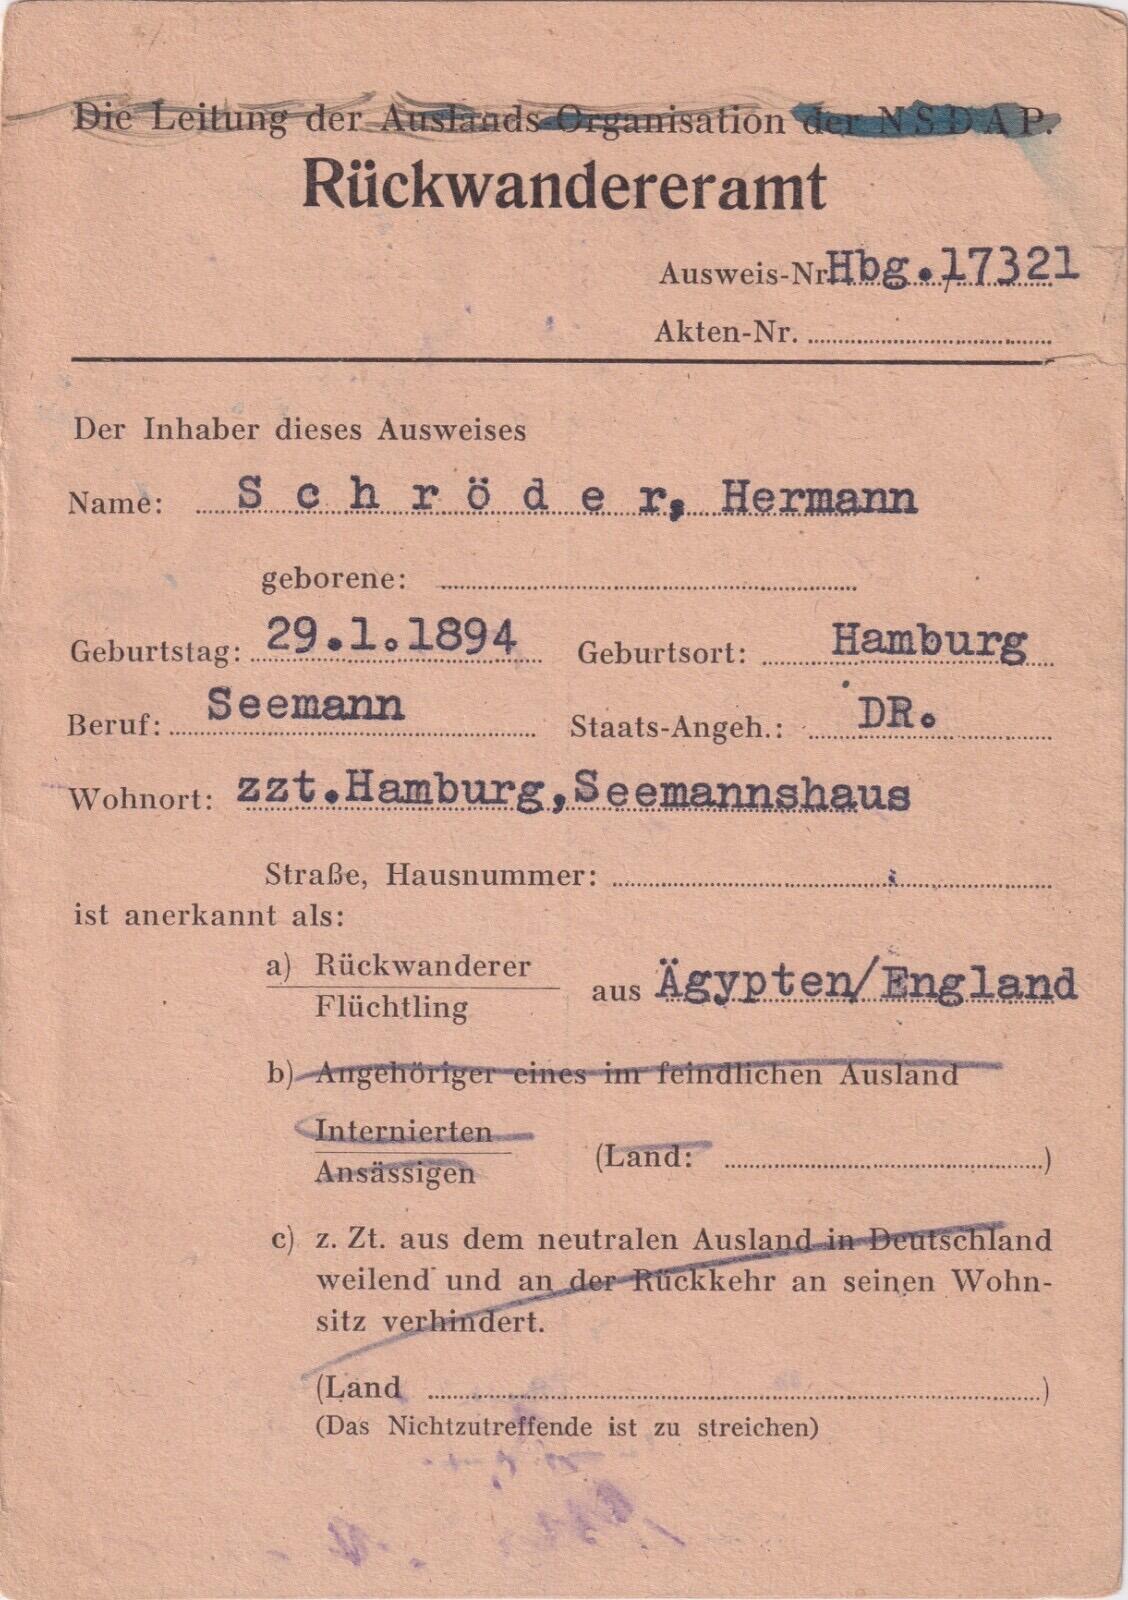 Die Leitung der Auslands-Organisation der NSDAP.
Rückwandereramt
Ausweis-Nr. Hbg. 17321
Akten-Nr.
Der Inhaber dieses Ausweises
Name: Schröder, Hermann
geborene:
Geburtstag: 29.1.1894 Geburtsort: Hamburg
Beruf: Seemann Staats-Angeh.: DR.
Wohnort: zzt.Hamburg,Seemannshaus
Straße, Hausnummer:
ist anerkannt als:
a) Rückwanderer
Flüchtling
aus Ägypten/England
b) Angehöriger eines im feindlichen Ausland
Internierten
Ansässigen
(Land: )
c) z. Zt. aus dem neutralen Ausland in Deutschland
weilend und an der Rückkehr an seinen Wohn-
sitz verhindert.
(Land )
(Das Nichtzutreffende ist zu streichen)